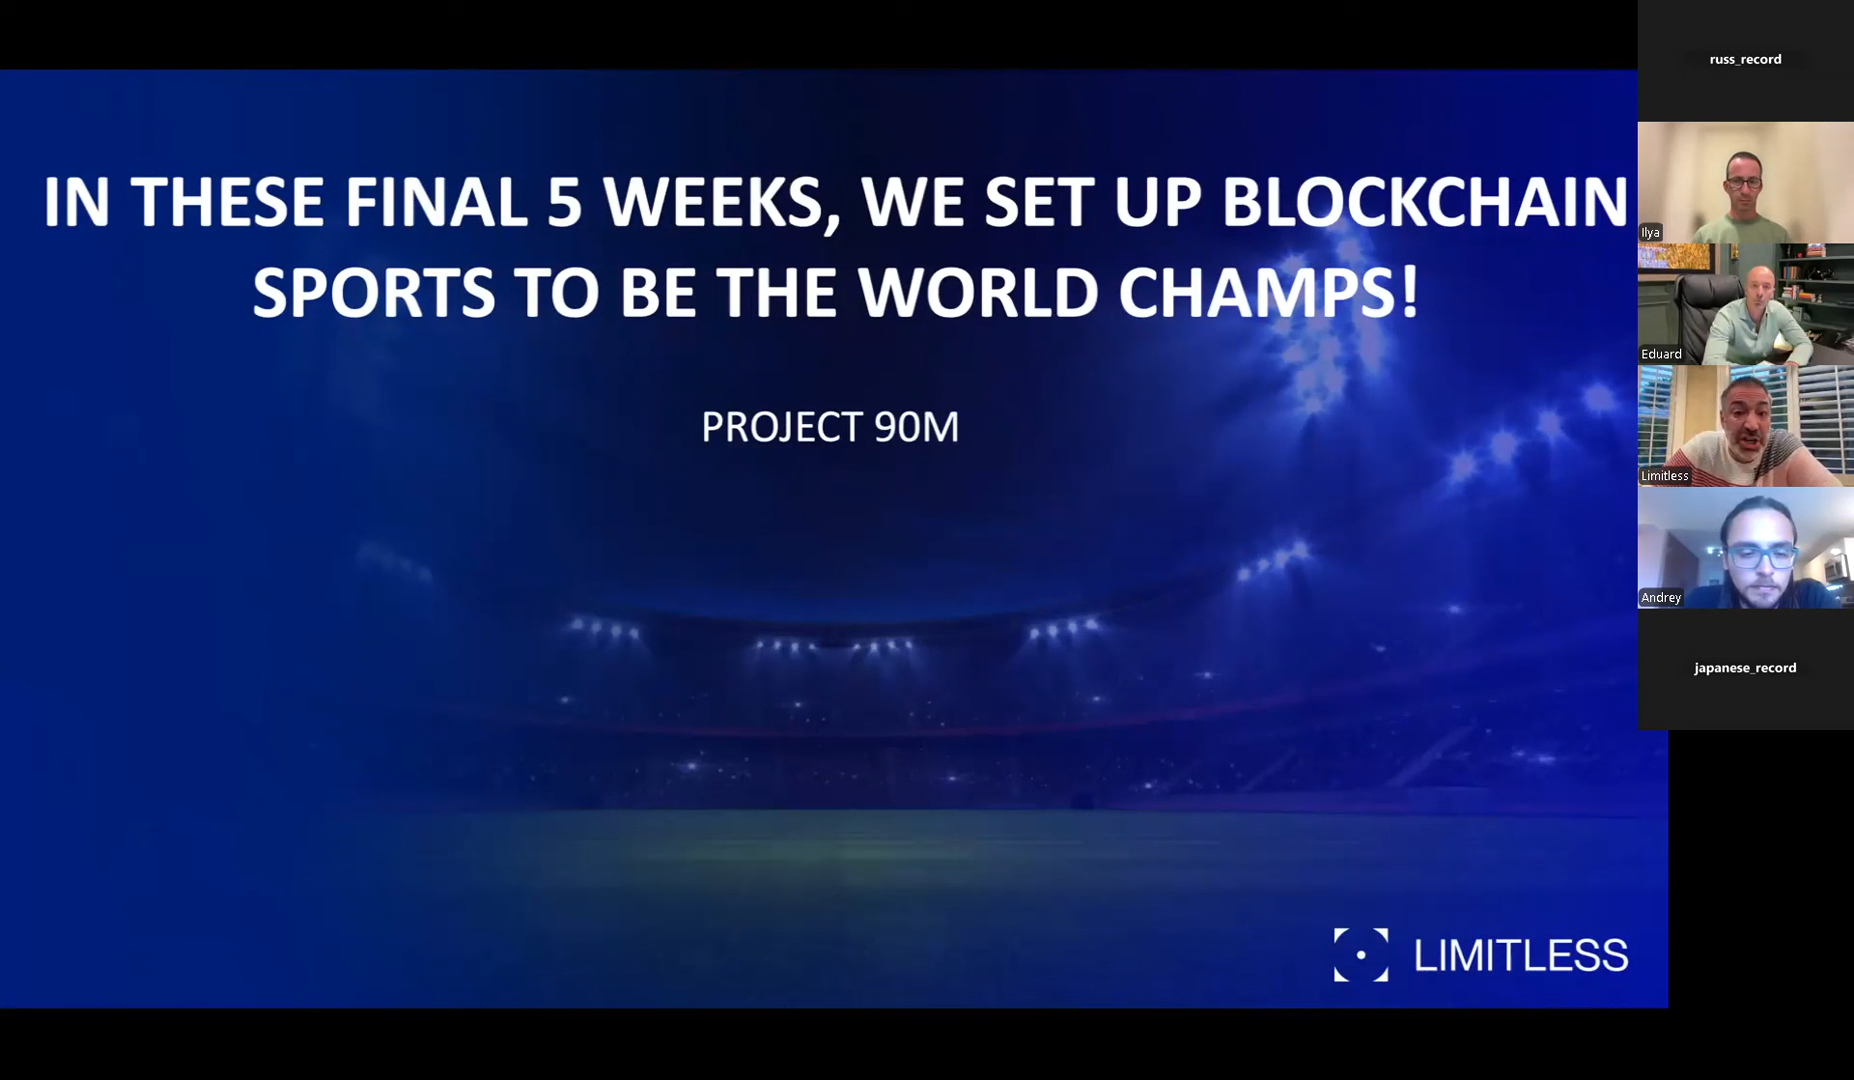 IN THESE FINAL 5 WEEKS, WE SET UP BLOCKCHAIN
SPORTS TO BE THE WORLD CHAMPS!
PROJECT 90M
LIMITLESS
russ_record
Ilya
Eduard
Limitless
Andrey
japanese_record